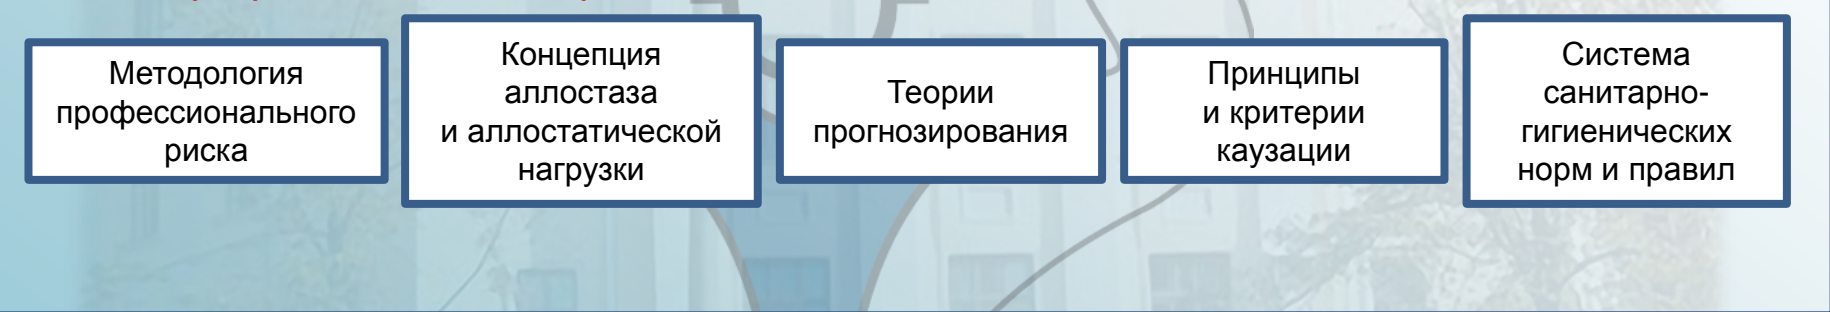 Методология
профессионального
риска
Концепция
аллостаза
и аллостатической
нагрузки
Теории
прогнозирования
Принципы
и критерии
каузации
Система
санитарно-
гигиенических
норм и правил